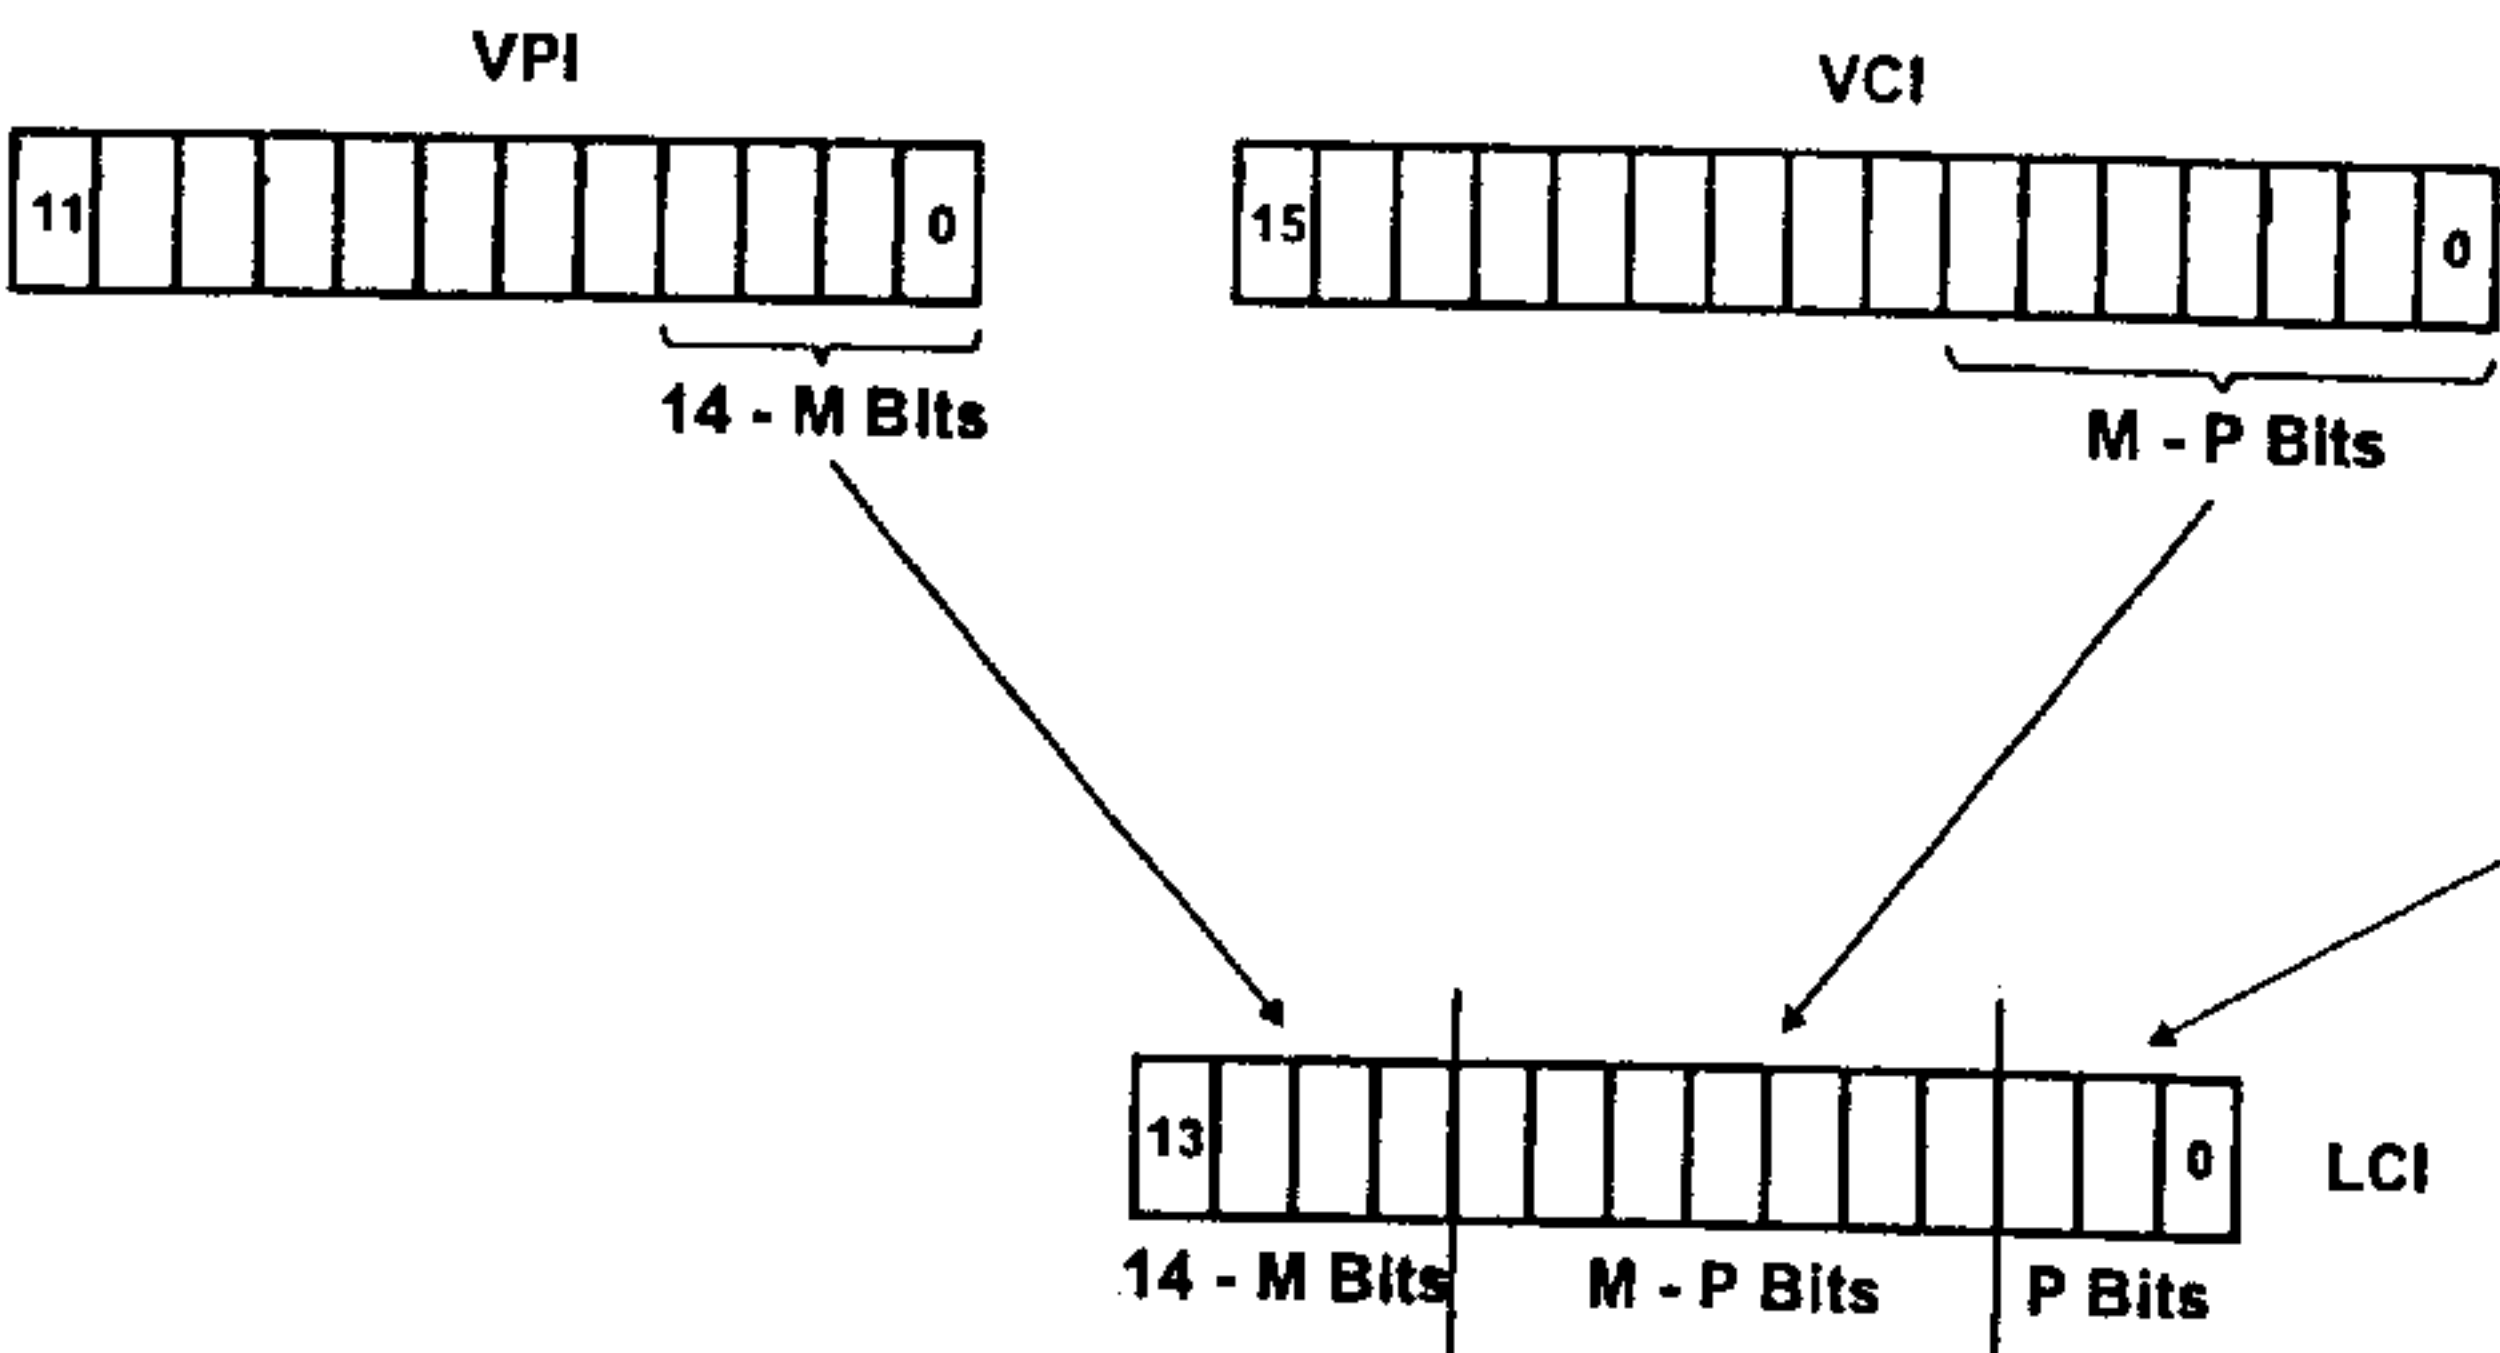 VPI
VCI
11
0
15
0
14 - M Bits
M - P Bits
13
0
LCI
14 - M Bits
M - P Bits
P Bits